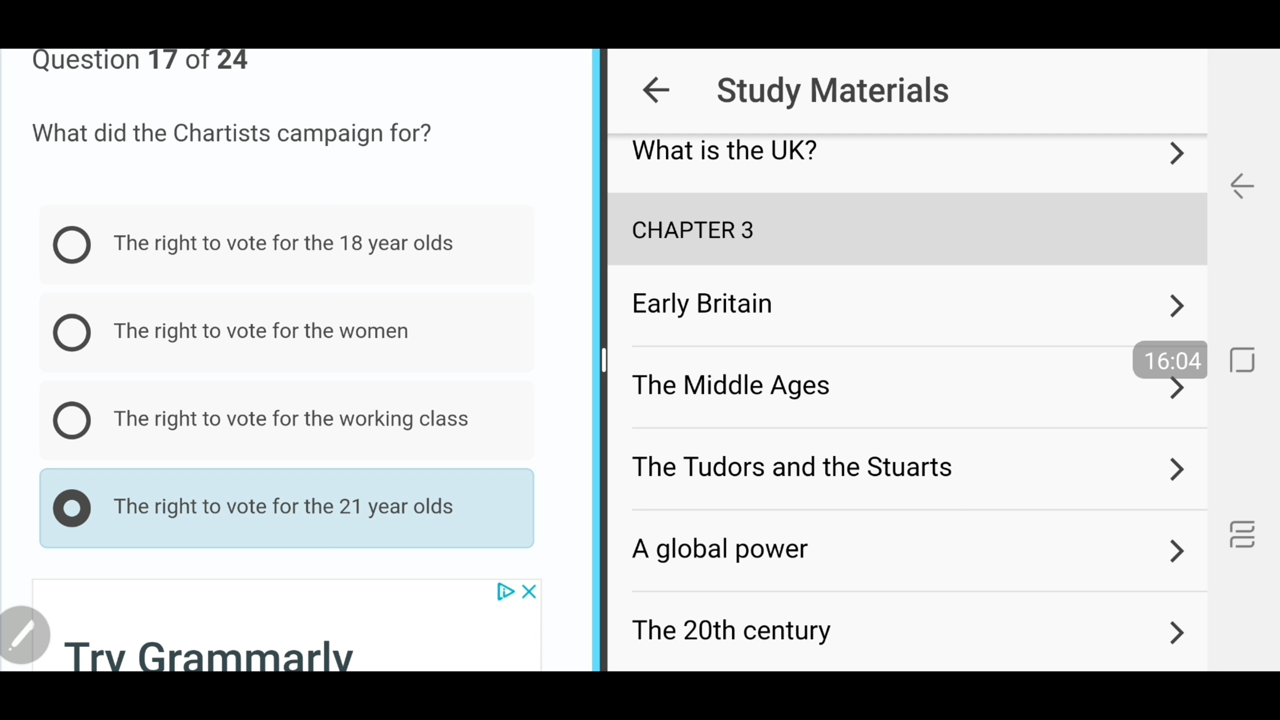 Question 17 of 24
What did the Chartists campaign for?
The right to vote for the 18 year olds
The right to vote for the women
The right to vote for the working class
The right to vote for the 21 year olds
Try Grammarly
Study Materials
What is the UK?
CHAPTER 3
Early Britain
16:04
The Middle Ages
The Tudors and the Stuarts
A global power
The 20th century